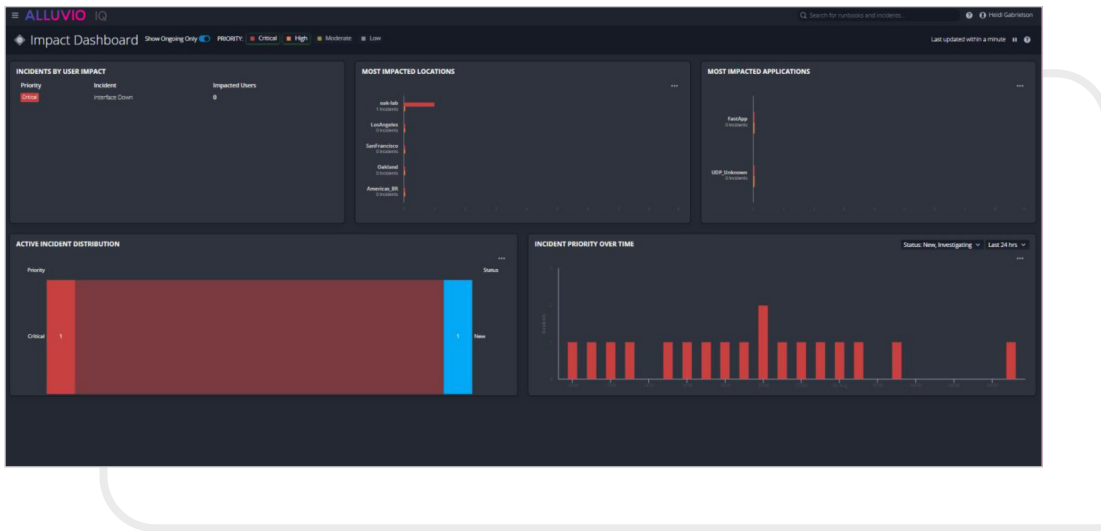 ≡ ALLUVIO IQ
Search for runbooks and incidents...
Heidi Gabrielson
Impact Dashboard Show Ongoing Only PRIORITY: Critical High Moderate Low
Last updated within a minute
INCIDENTS BY USER IMPACT
Priority Incident Impacted Users
Critical Interface Down 0
MOST IMPACTED LOCATIONS
oak-lab
1 Incidents
LosAngeles
0 Incidents
SanFrancisco
0 Incidents
Oakland
0 Incidents
Americas_BR
0 Incidents
MOST IMPACTED APPLICATIONS
FastApp
0 Incidents
UDP_Unknown
0 Incidents
ACTIVE INCIDENT DISTRIBUTION
Priority Status
Critical 1 1 New
INCIDENT PRIORITY OVER TIME
Status: New, Investigating Last 24 hrs